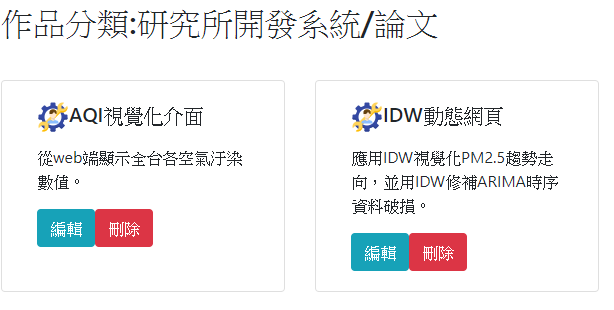 作品分類:研究所開發系統/論文
AQI視覺化介面
從web端顯示全台各空氣汙染
數值。
編輯 刪除
IDW動態網頁
應用IDW視覺化PM2.5趨勢走
向，並用IDW修補ARIMA時序
資料破損。
編輯 刪除